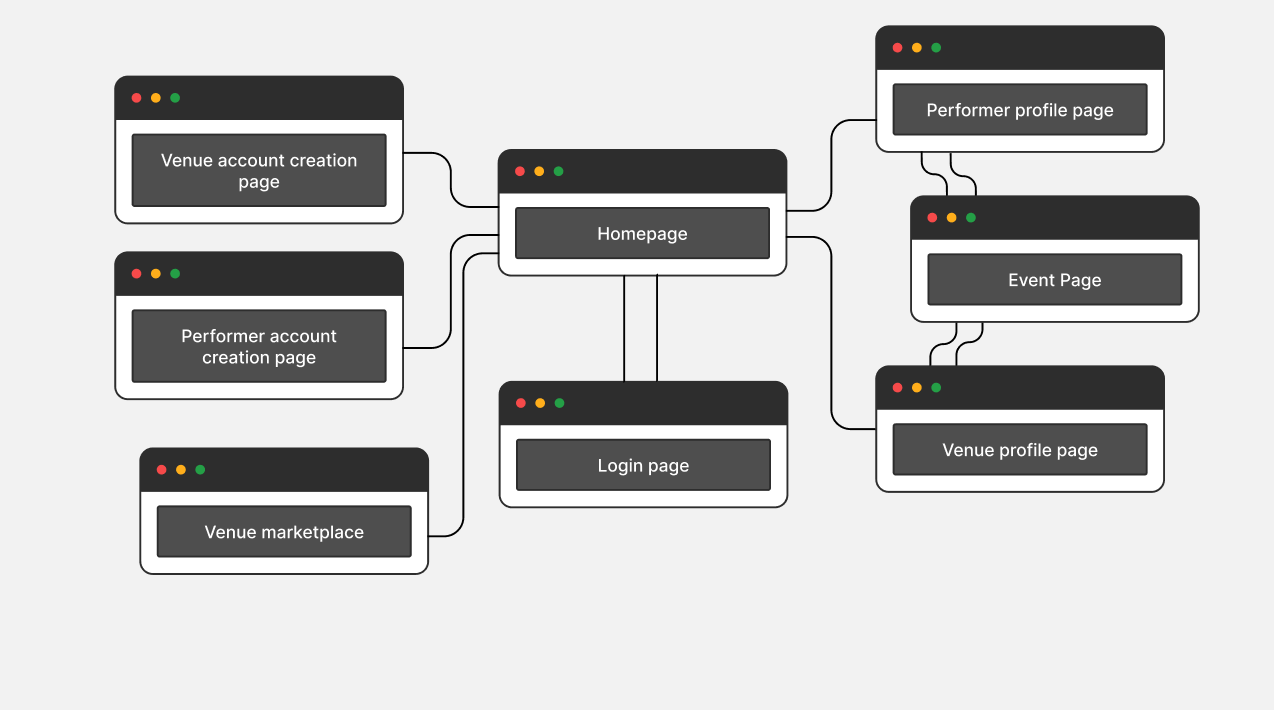 Venue account creation
page
Performer account
creation page
Venue marketplace
Homepage
Login page
Performer profile page
Event Page
Venue profile page